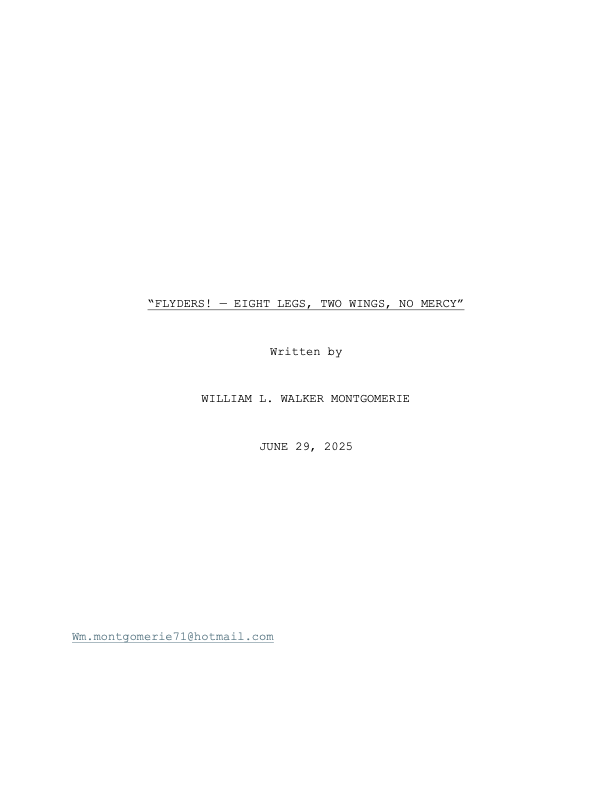 “FLYDERS! – EIGHT LEGS, TWO WINGS, NO MERCY”
Written by
WILLIAM L. WALKER MONTGOMERIE
JUNE 29, 2025
Wm.montgomerie71@hotmail.com